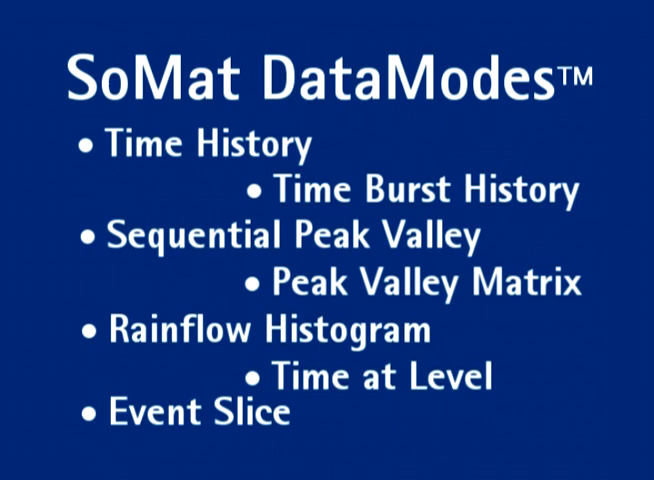 SoMat DataModes™
• Time History
• Time Burst History
• Sequential Peak Valley
• Peak Valley Matrix
• Rainflow Histogram
• Time at Level
• Event Slice